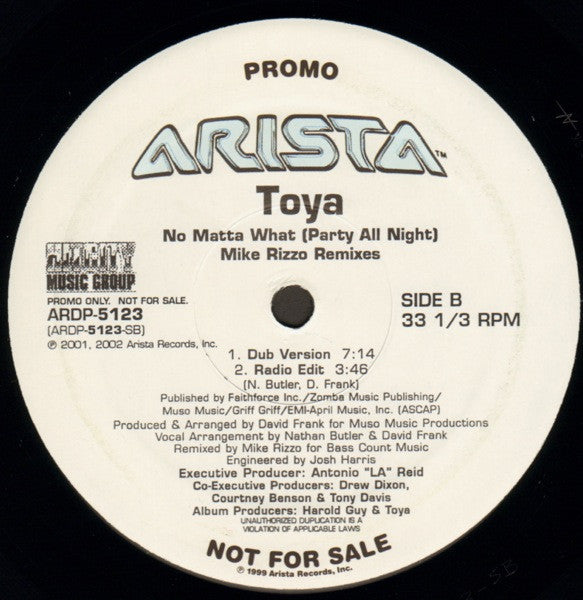 PROMO
ARISTA™
Toya
No Matta What (Party All Night)
Mike Rizzo Remixes
MUSIC GROUP
PROMO ONLY. NOT FOR SALE.
ARDP-5123
(ARDP-5123-SB)
℗ 2001, 2002 Arista Records, Inc.
SIDE B
33 1/3 RPM
1. Dub Version 7:14
2. Radio Edit 3:46
(N. Butler, D. Frank)
Published by Faithforce Inc./Zomba Music Publishing/
Muso Music/Griff Griff/EMI-April Music, Inc. (ASCAP)
Produced & Arranged by David Frank for Muso Music Productions
Vocal Arrangement by Nathan Butler & David Frank
Remixed by Mike Rizzo for Bass Count Music
Engineered by Josh Harris
Executive Producer: Antonio "LA" Reid
Co-Executive Producers: Drew Dixon,
Courtney Benson & Tony Davis
Album Producers: Harold Guy & Toya
UNAUTHORIZED DUPLICATION IS A
VIOLATION OF APPLICABLE LAWS
NOT FOR SALE
℗ 1999 Arista Records, Inc.